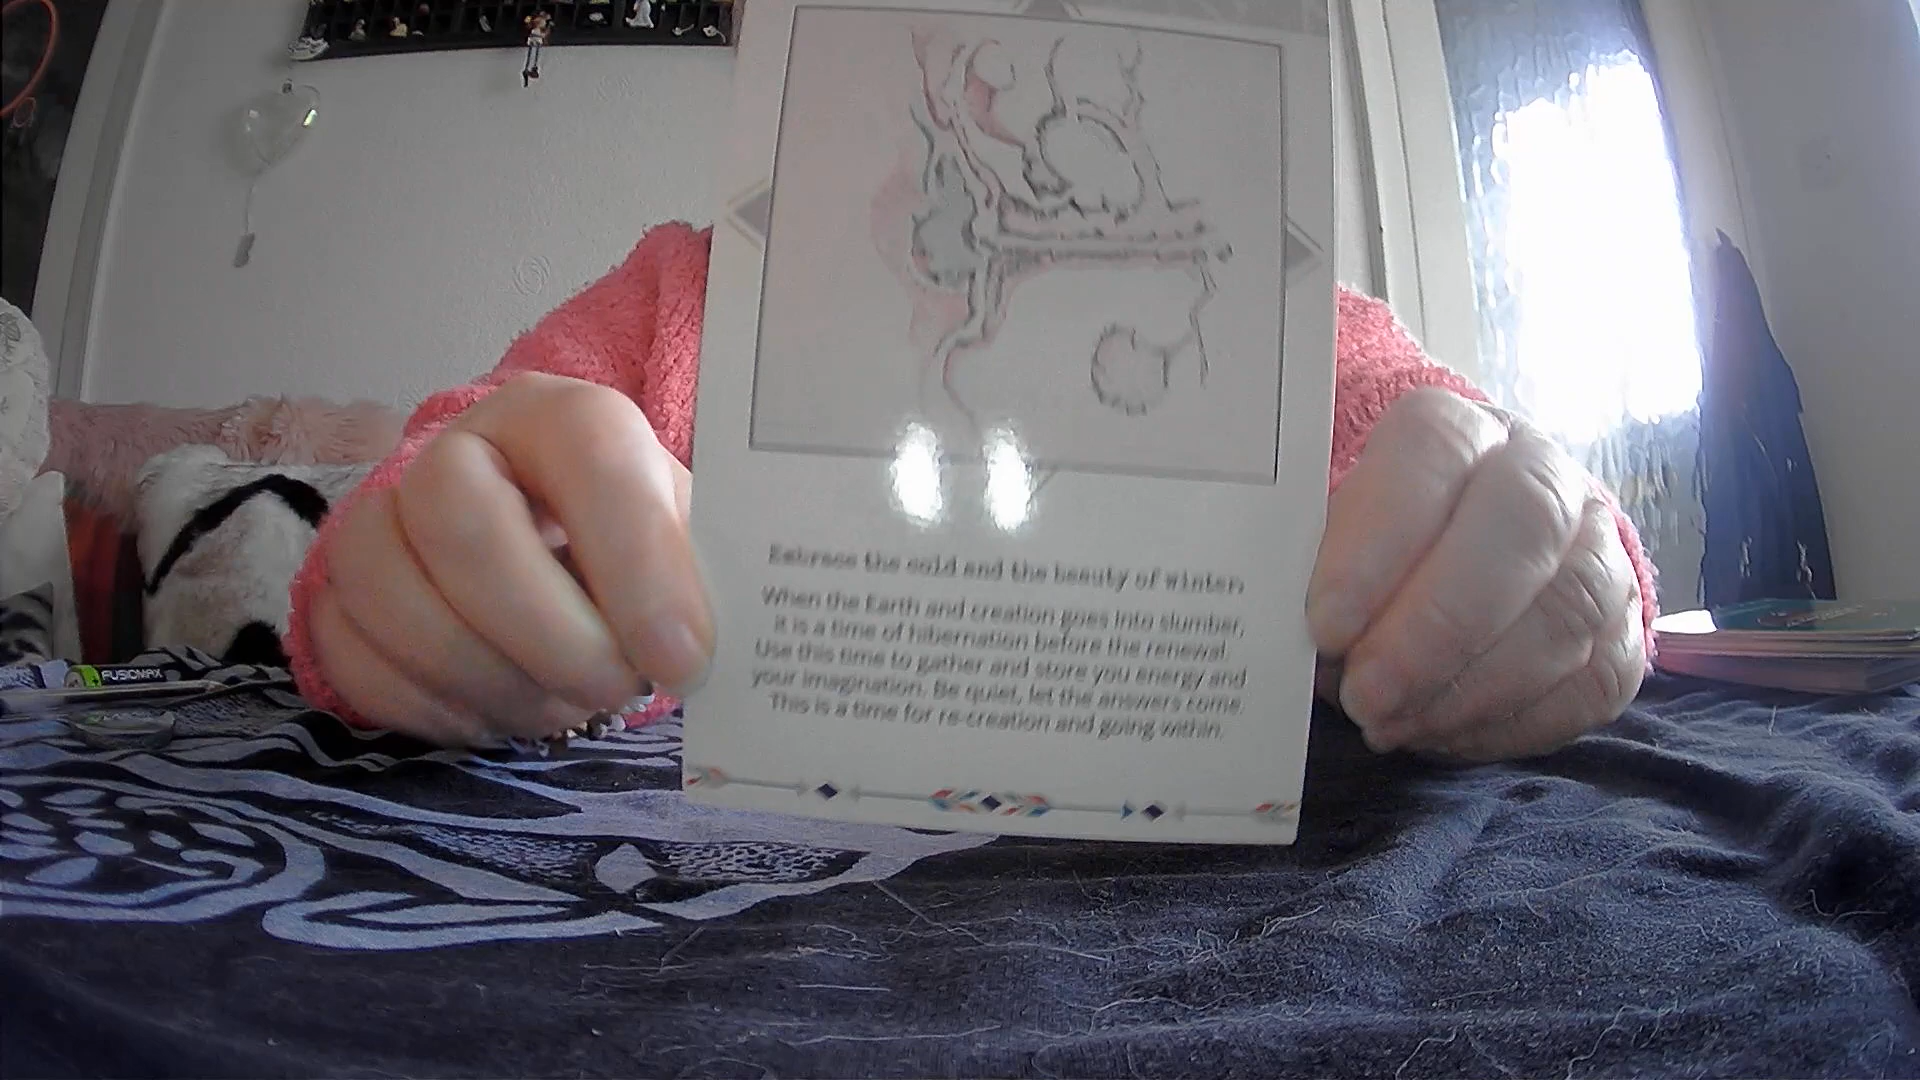 Embrace the cold and the beauty of winter.
When the Earth and creation goes into slumber,
it is a time of hibernation before the renewal.
Use this time to gather and store you energy and
your imagination. Be quiet, let the answers come.
This is a time for re-creation and going within.
FUSIOMAX